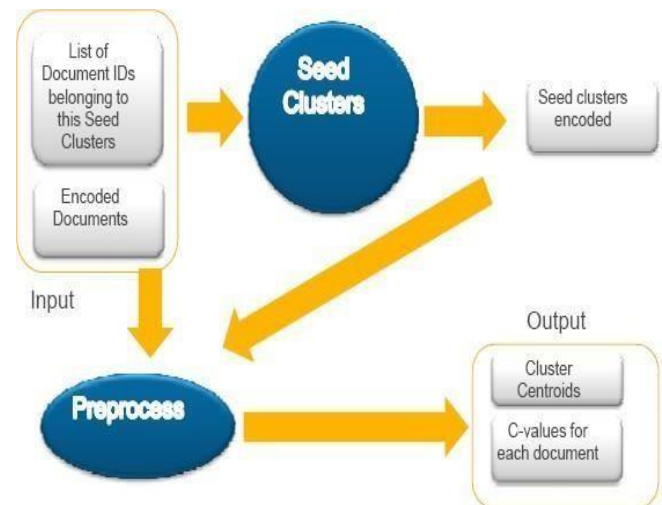 List of
Document IDs
belonging to
this Seed
Clusters
Encoded
Documents
Input
Seed
Clusters
Seed clusters
encoded
Preprocess
Output
Cluster
Centroids
C-values for
each document